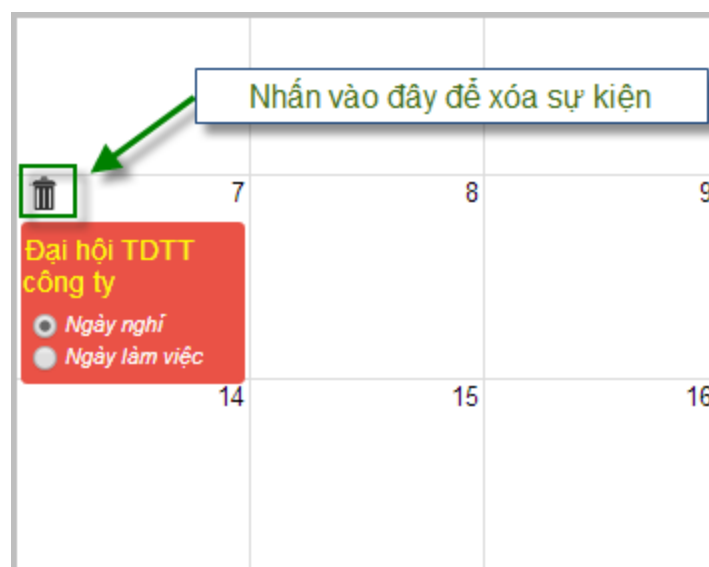 Nhấn vào đây để xóa sự kiện
7
8
9
Đại hội TDTT
công ty
Ngày nghỉ
Ngày làm việc
14
15
16